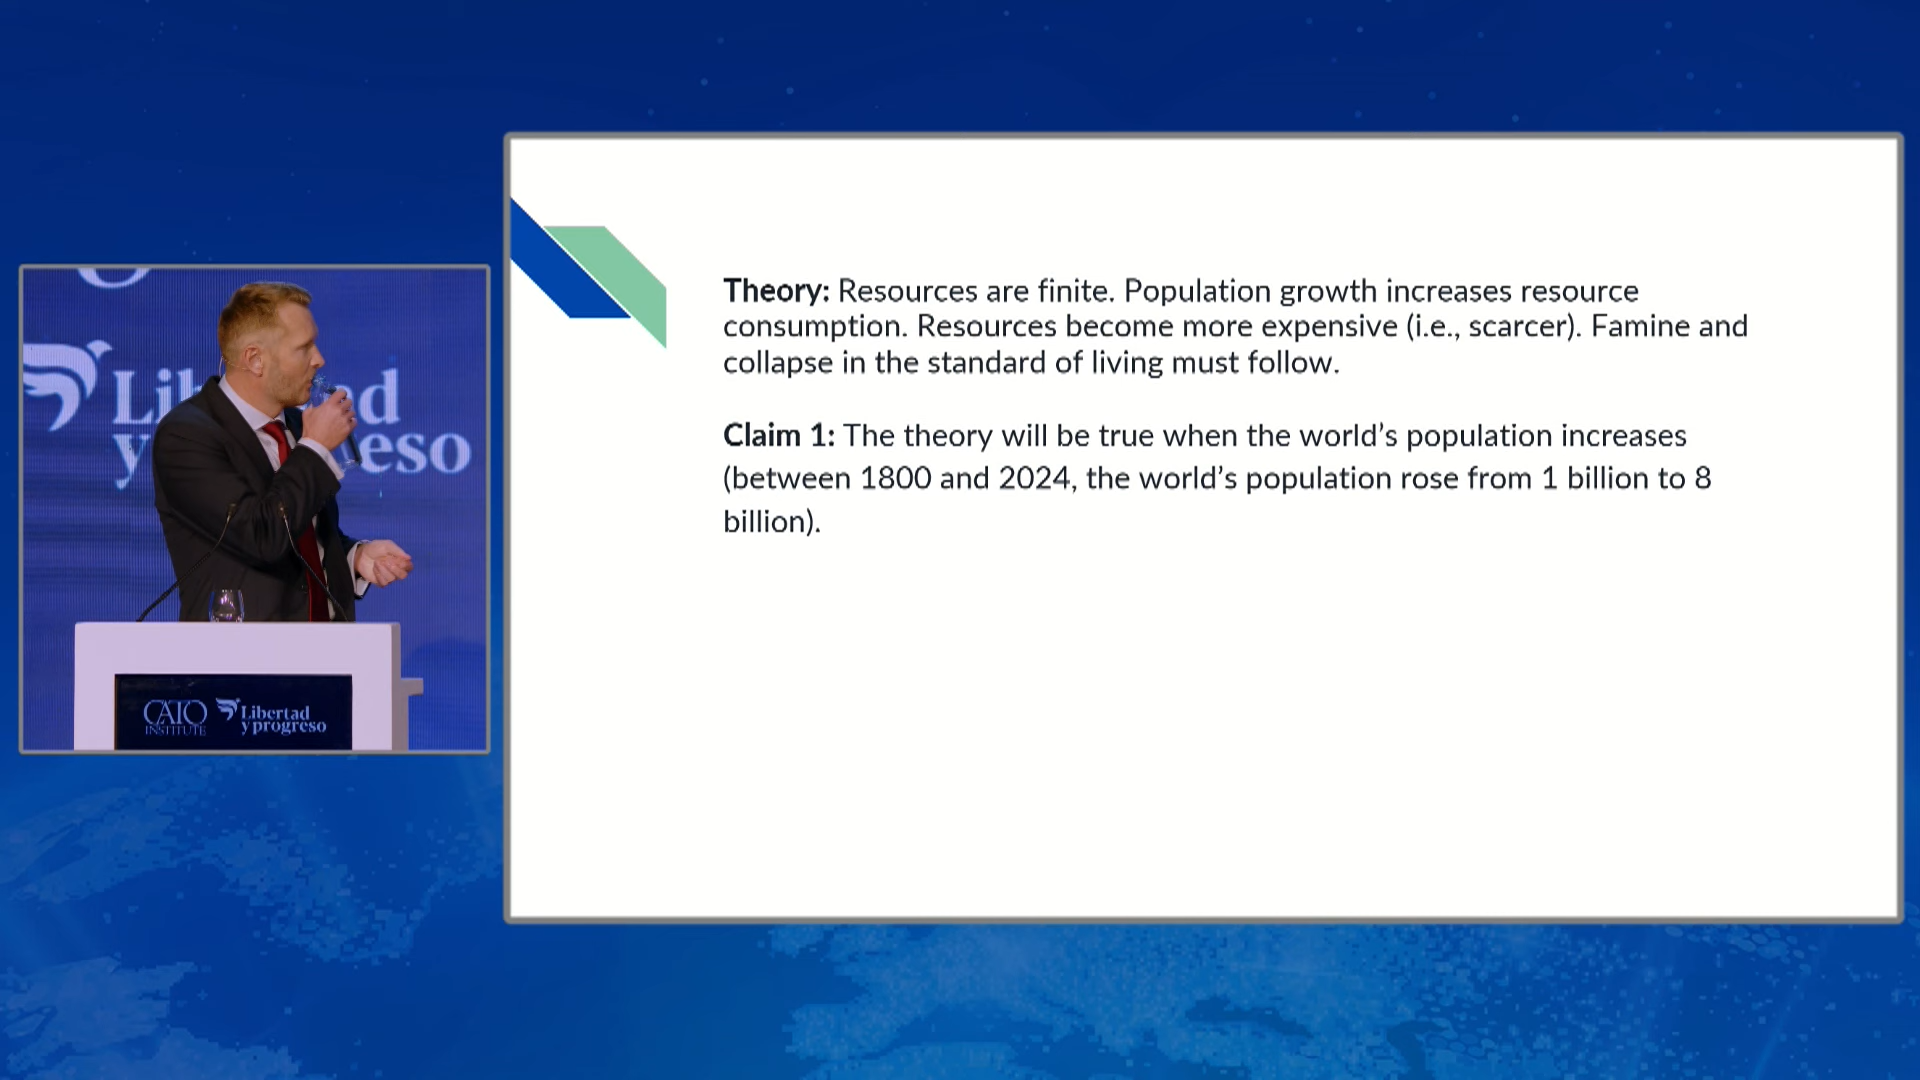 Libertad
y progreso
CATO
INSTITUTE
Libertad
y progreso
Theory: Resources are finite. Population growth increases resource
consumption. Resources become more expensive (i.e., scarcer). Famine and
collapse in the standard of living must follow.
Claim 1: The theory will be true when the world’s population increases
(between 1800 and 2024, the world’s population rose from 1 billion to 8
billion).